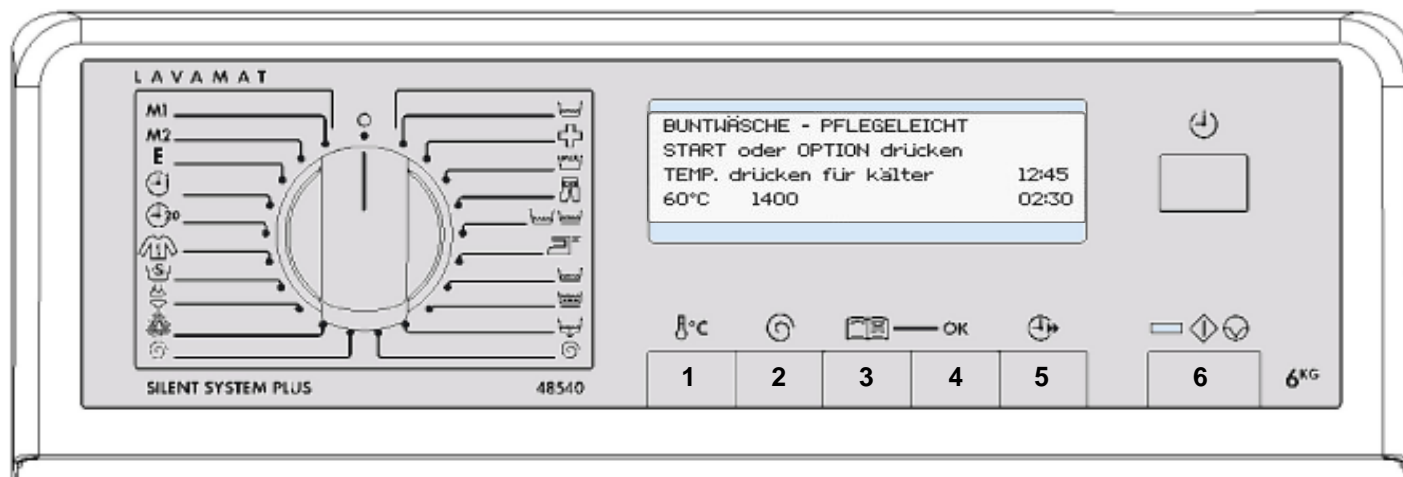 LAVAMAT
M1
M2
E
20
S
SILENT SYSTEM PLUS 48540
BUNTWÄSCHE - PFLEGELEICHT
START oder OPTION drücken
TEMP. drücken für kälter 12:45
60°C 1400 02:30
°C OK
1 2 3 4 5 6 6KG